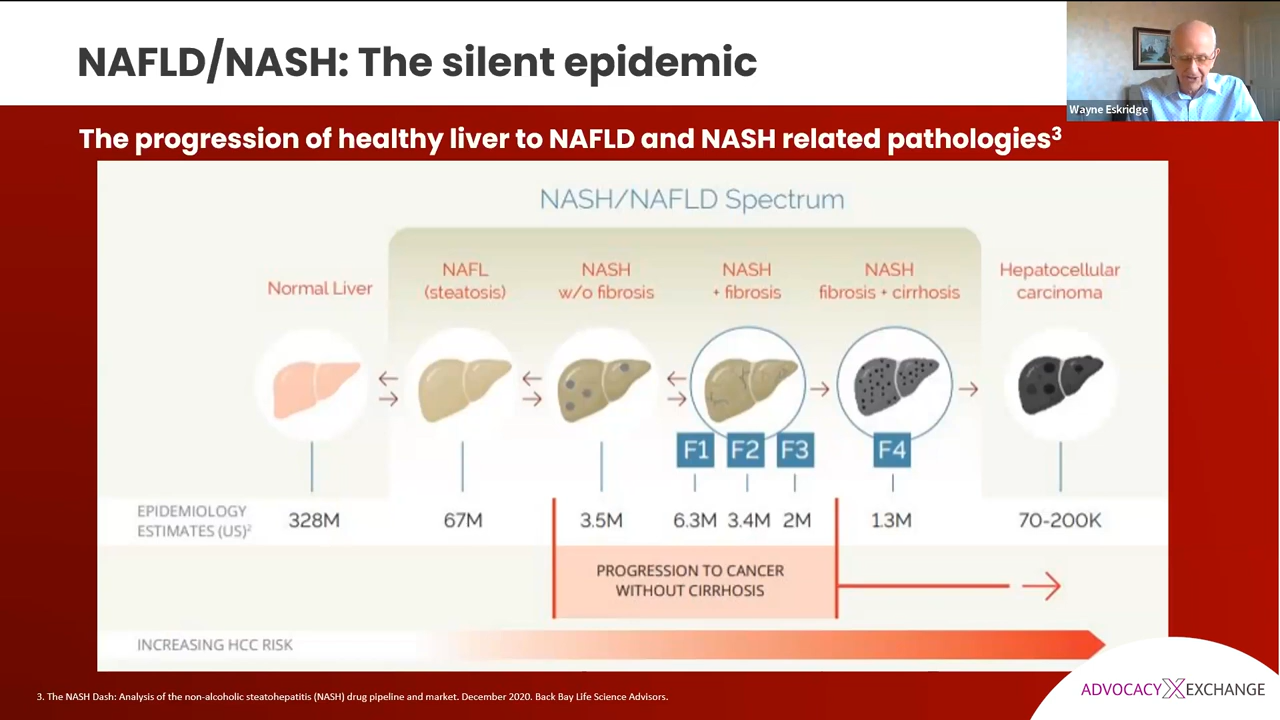 NAFLD/NASH: The silent epidemic
Wayne Eskridge
The progression of healthy liver to NAFLD and NASH related pathologies³
NASH/NAFLD Spectrum
Normal Liver
NAFL
(steatosis)
NASH
w/o fibrosis
NASH
+ fibrosis
NASH
fibrosis + cirrhosis
Hepatocellular
carcinoma
F1 F2 F3 F4
EPIDEMIOLOGY
ESTIMATES (US)²
328M 67M 3.5M 6.3M 3.4M 2M 1.3M 70-200K
PROGRESSION TO CANCER
WITHOUT CIRRHOSIS
INCREASING HCC RISK
3. The NASH Dash: Analysis of the non-alcoholic steatohepatitis (NASH) drug pipeline and market. December 2020. Back Bay Life Science Advisors.
ADVOCACYXEXCHANGE